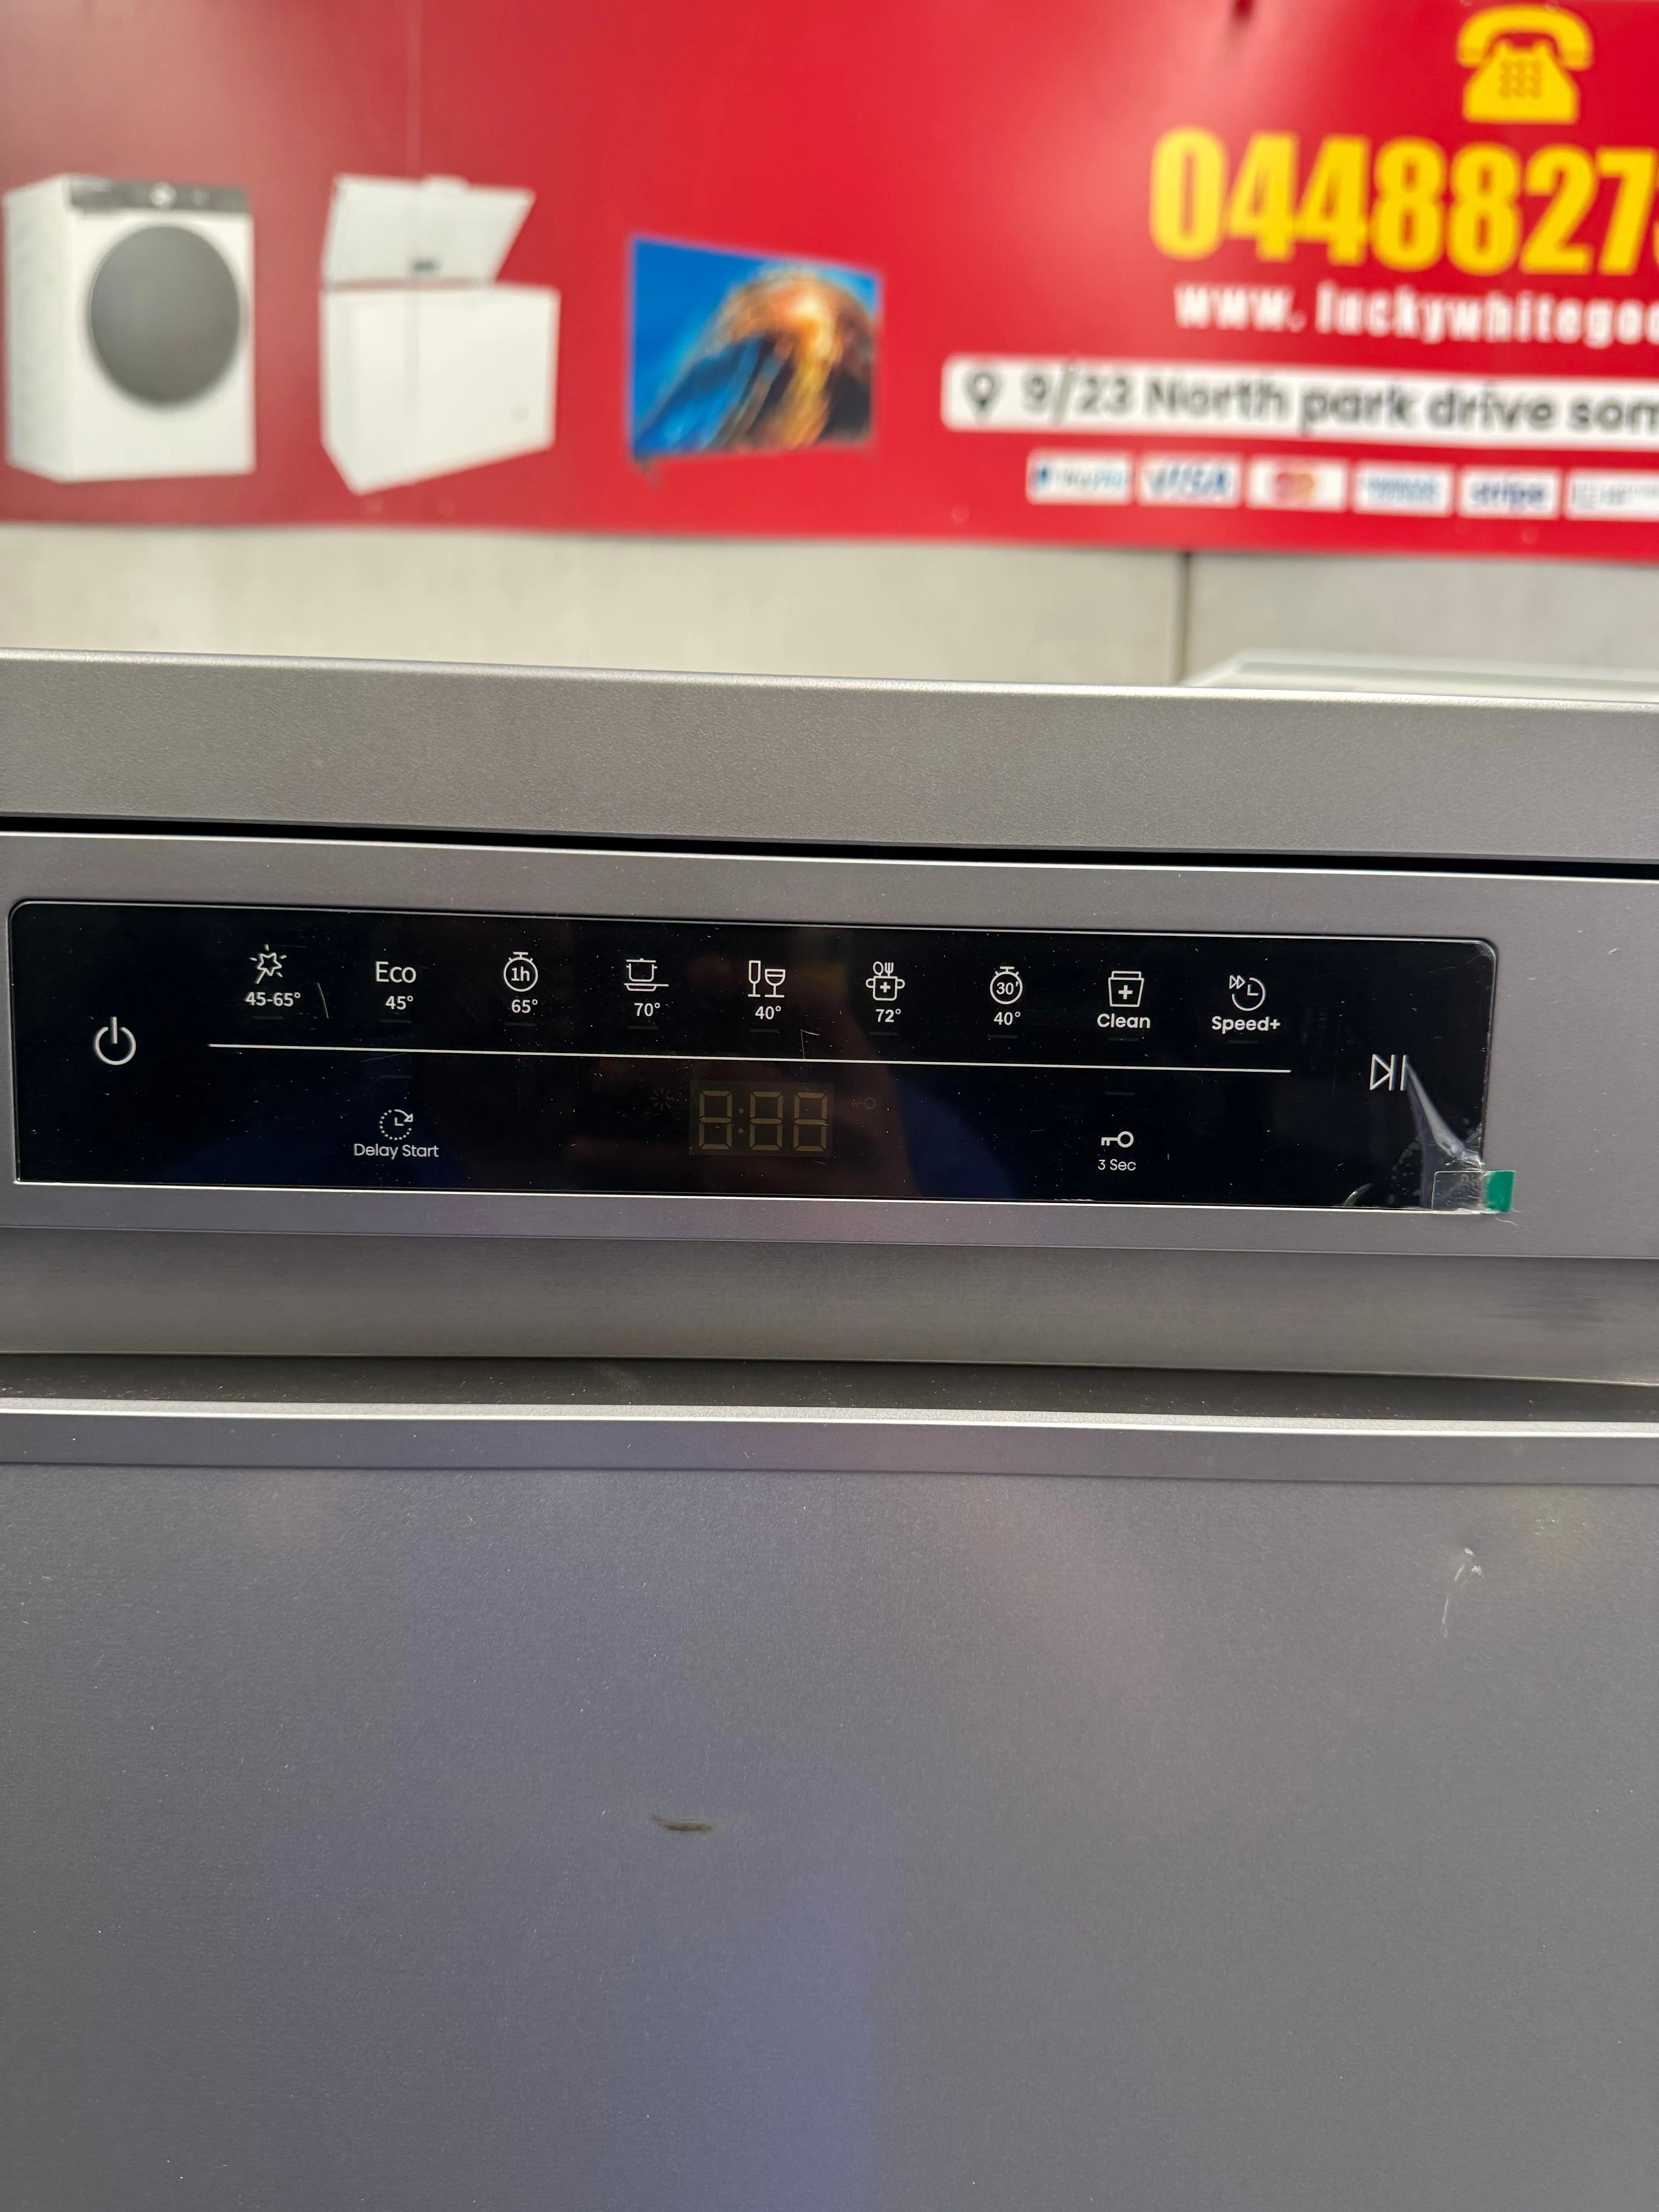 0448827
www.luckywhitegoo
9/23 North park drive som
PayPal VISA stripe
45-65°
Eco
45°
1h
65°
70°
40°
72°
30'
40°
Clean
Speed+
Delay Start
8:88
3 Sec